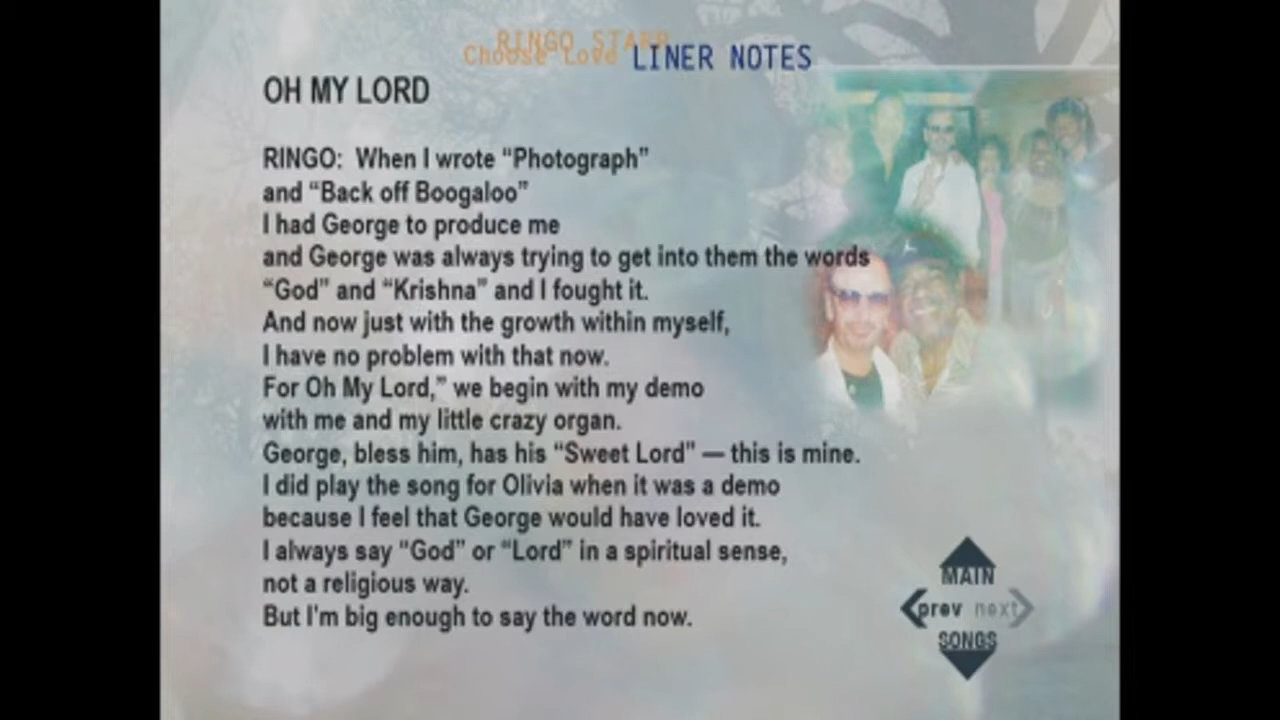 RINGO STARR
Choose Love LINER NOTES
OH MY LORD
RINGO: When I wrote “Photograph”
and “Back off Boogaloo”
I had George to produce me
and George was always trying to get into them the words
“God” and “Krishna” and I fought it.
And now just with the growth within myself,
I have no problem with that now.
For Oh My Lord,” we begin with my demo
with me and my little crazy organ.
George, bless him, has his “Sweet Lord” — this is mine.
I did play the song for Olivia when it was a demo
because I feel that George would have loved it.
I always say “God” or “Lord” in a spiritual sense,
not a religious way.
But I'm big enough to say the word now.
MAIN
prev next
SONGS